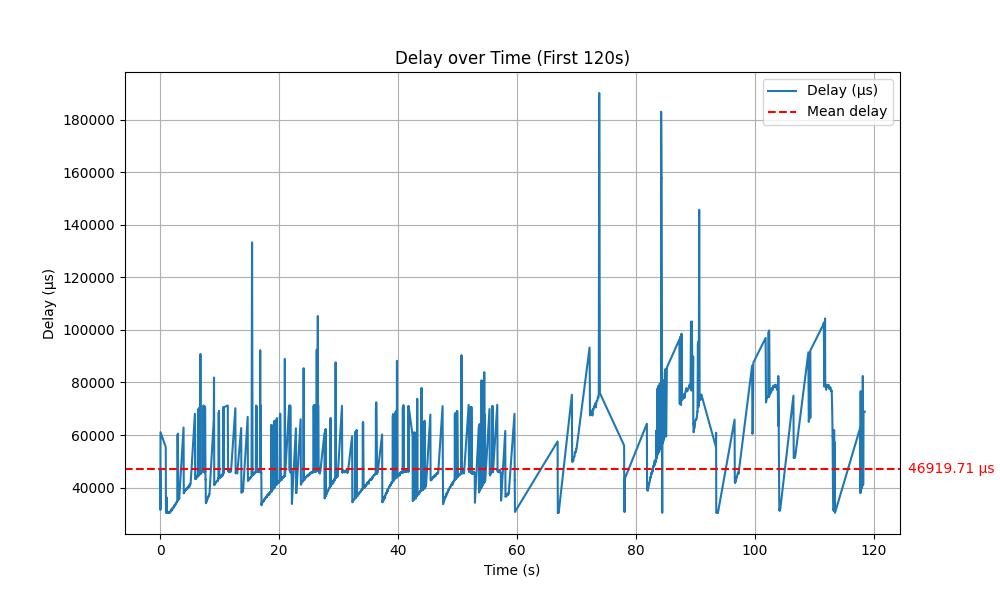 Delay over Time (First 120s)
Delay (µs)
Mean delay
180000
160000
140000
120000
100000
80000
60000
40000
Delay (µs)
46919.71 µs
0
20
40
60
80
100
120
Time (s)